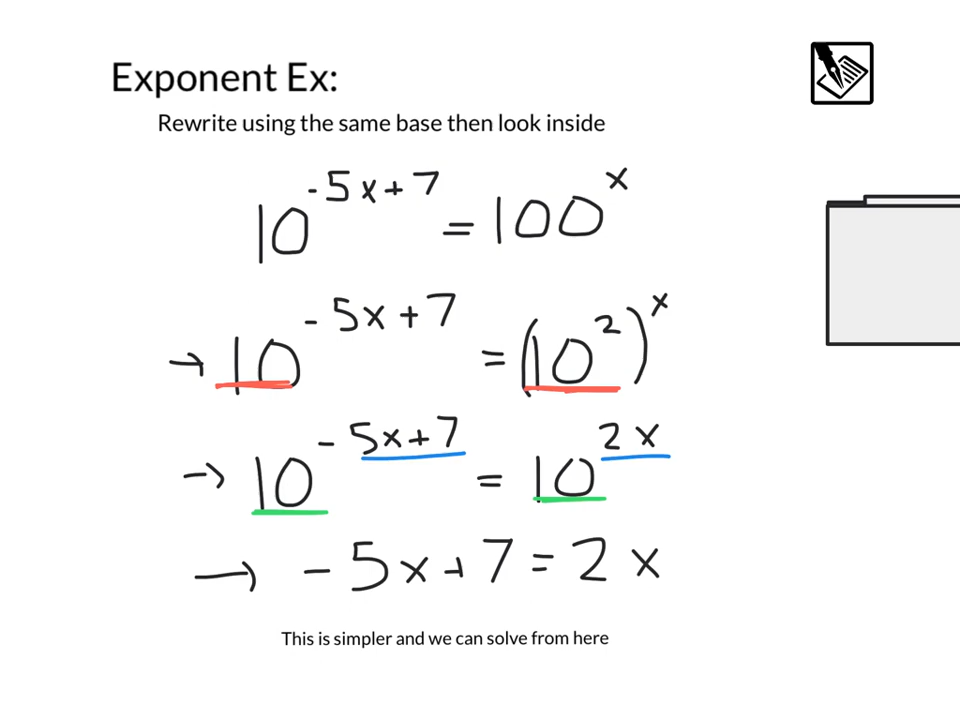 Exponent Ex:
Rewrite using the same base then look inside
10^{-5x+7} = 100^{x}
→ 10^{-5x+7} = (10^{2})^{x}
→ 10^{-5x+7} = 10^{2x}
→ -5x+7 = 2x
This is simpler and we can solve from here